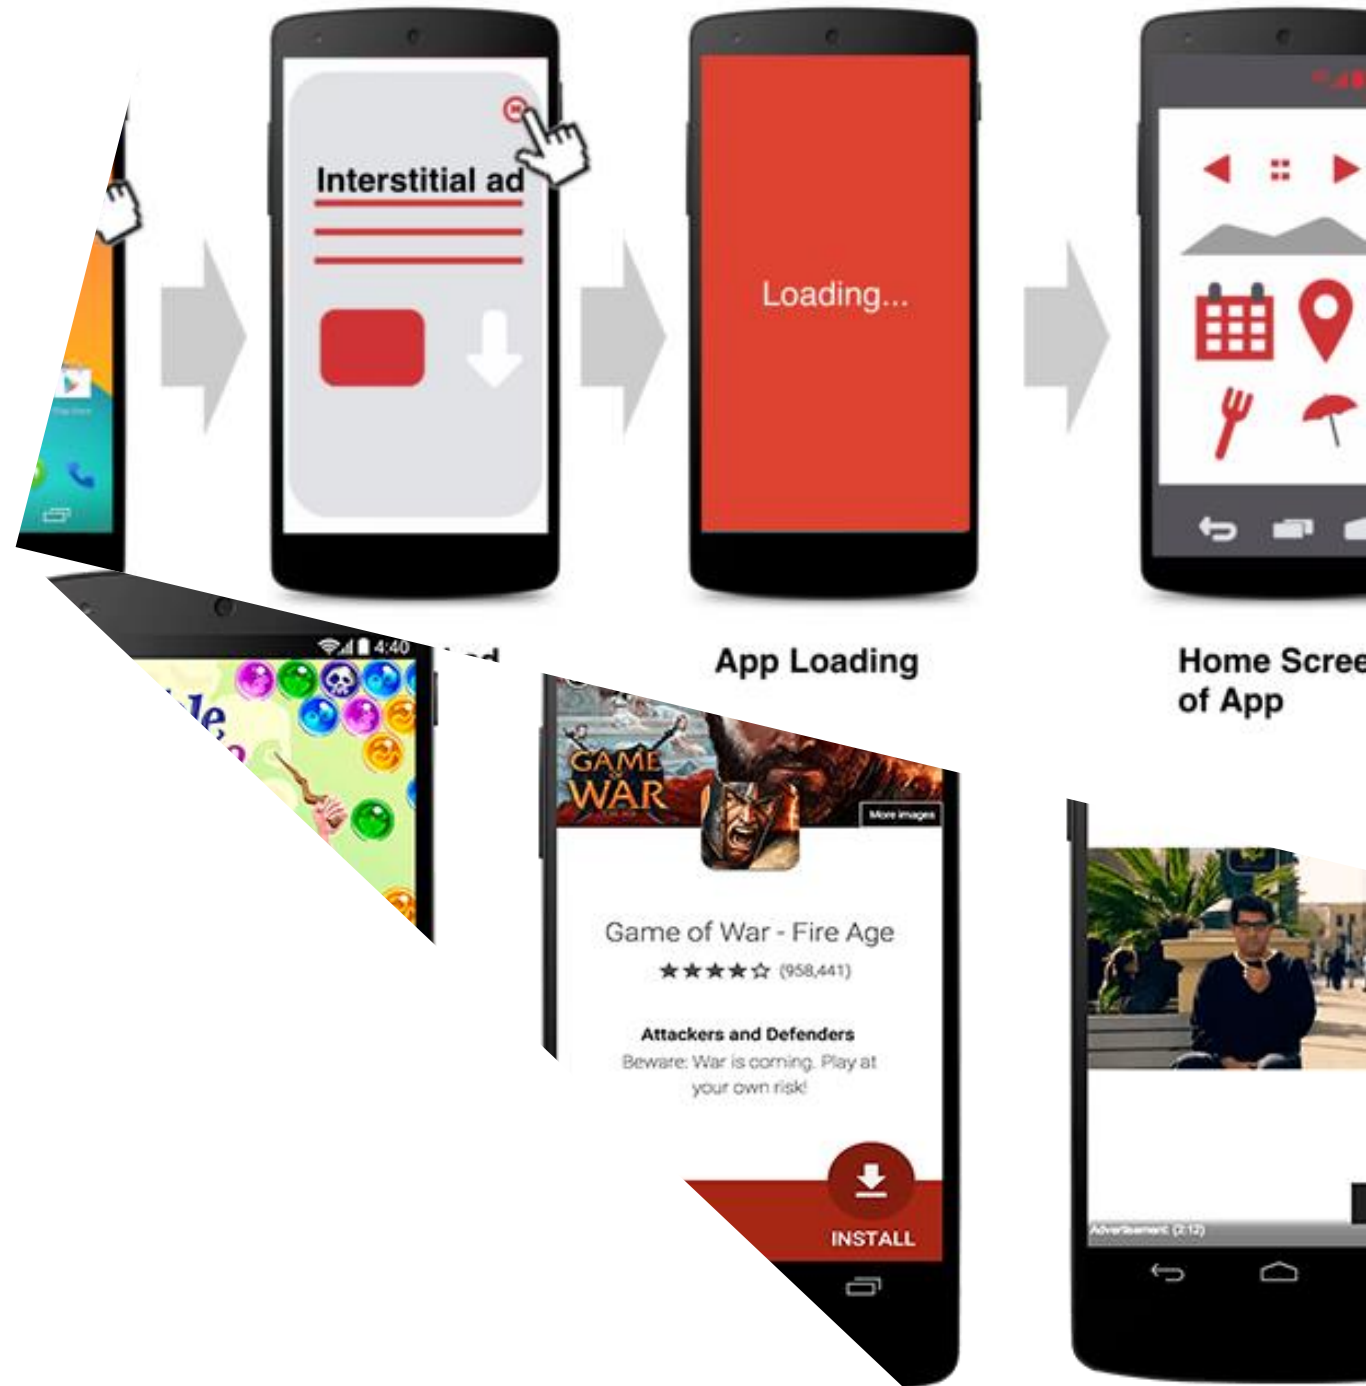 Interstitial ad
Loading...
App Loading
Home Scree
of App
4:40
GAME
OF
WAR
More images
Game of War - Fire Age
(958,441)
Attackers and Defenders
Beware: War is coming. Play at
your own risk!
INSTALL
Advertisement: (2:12)